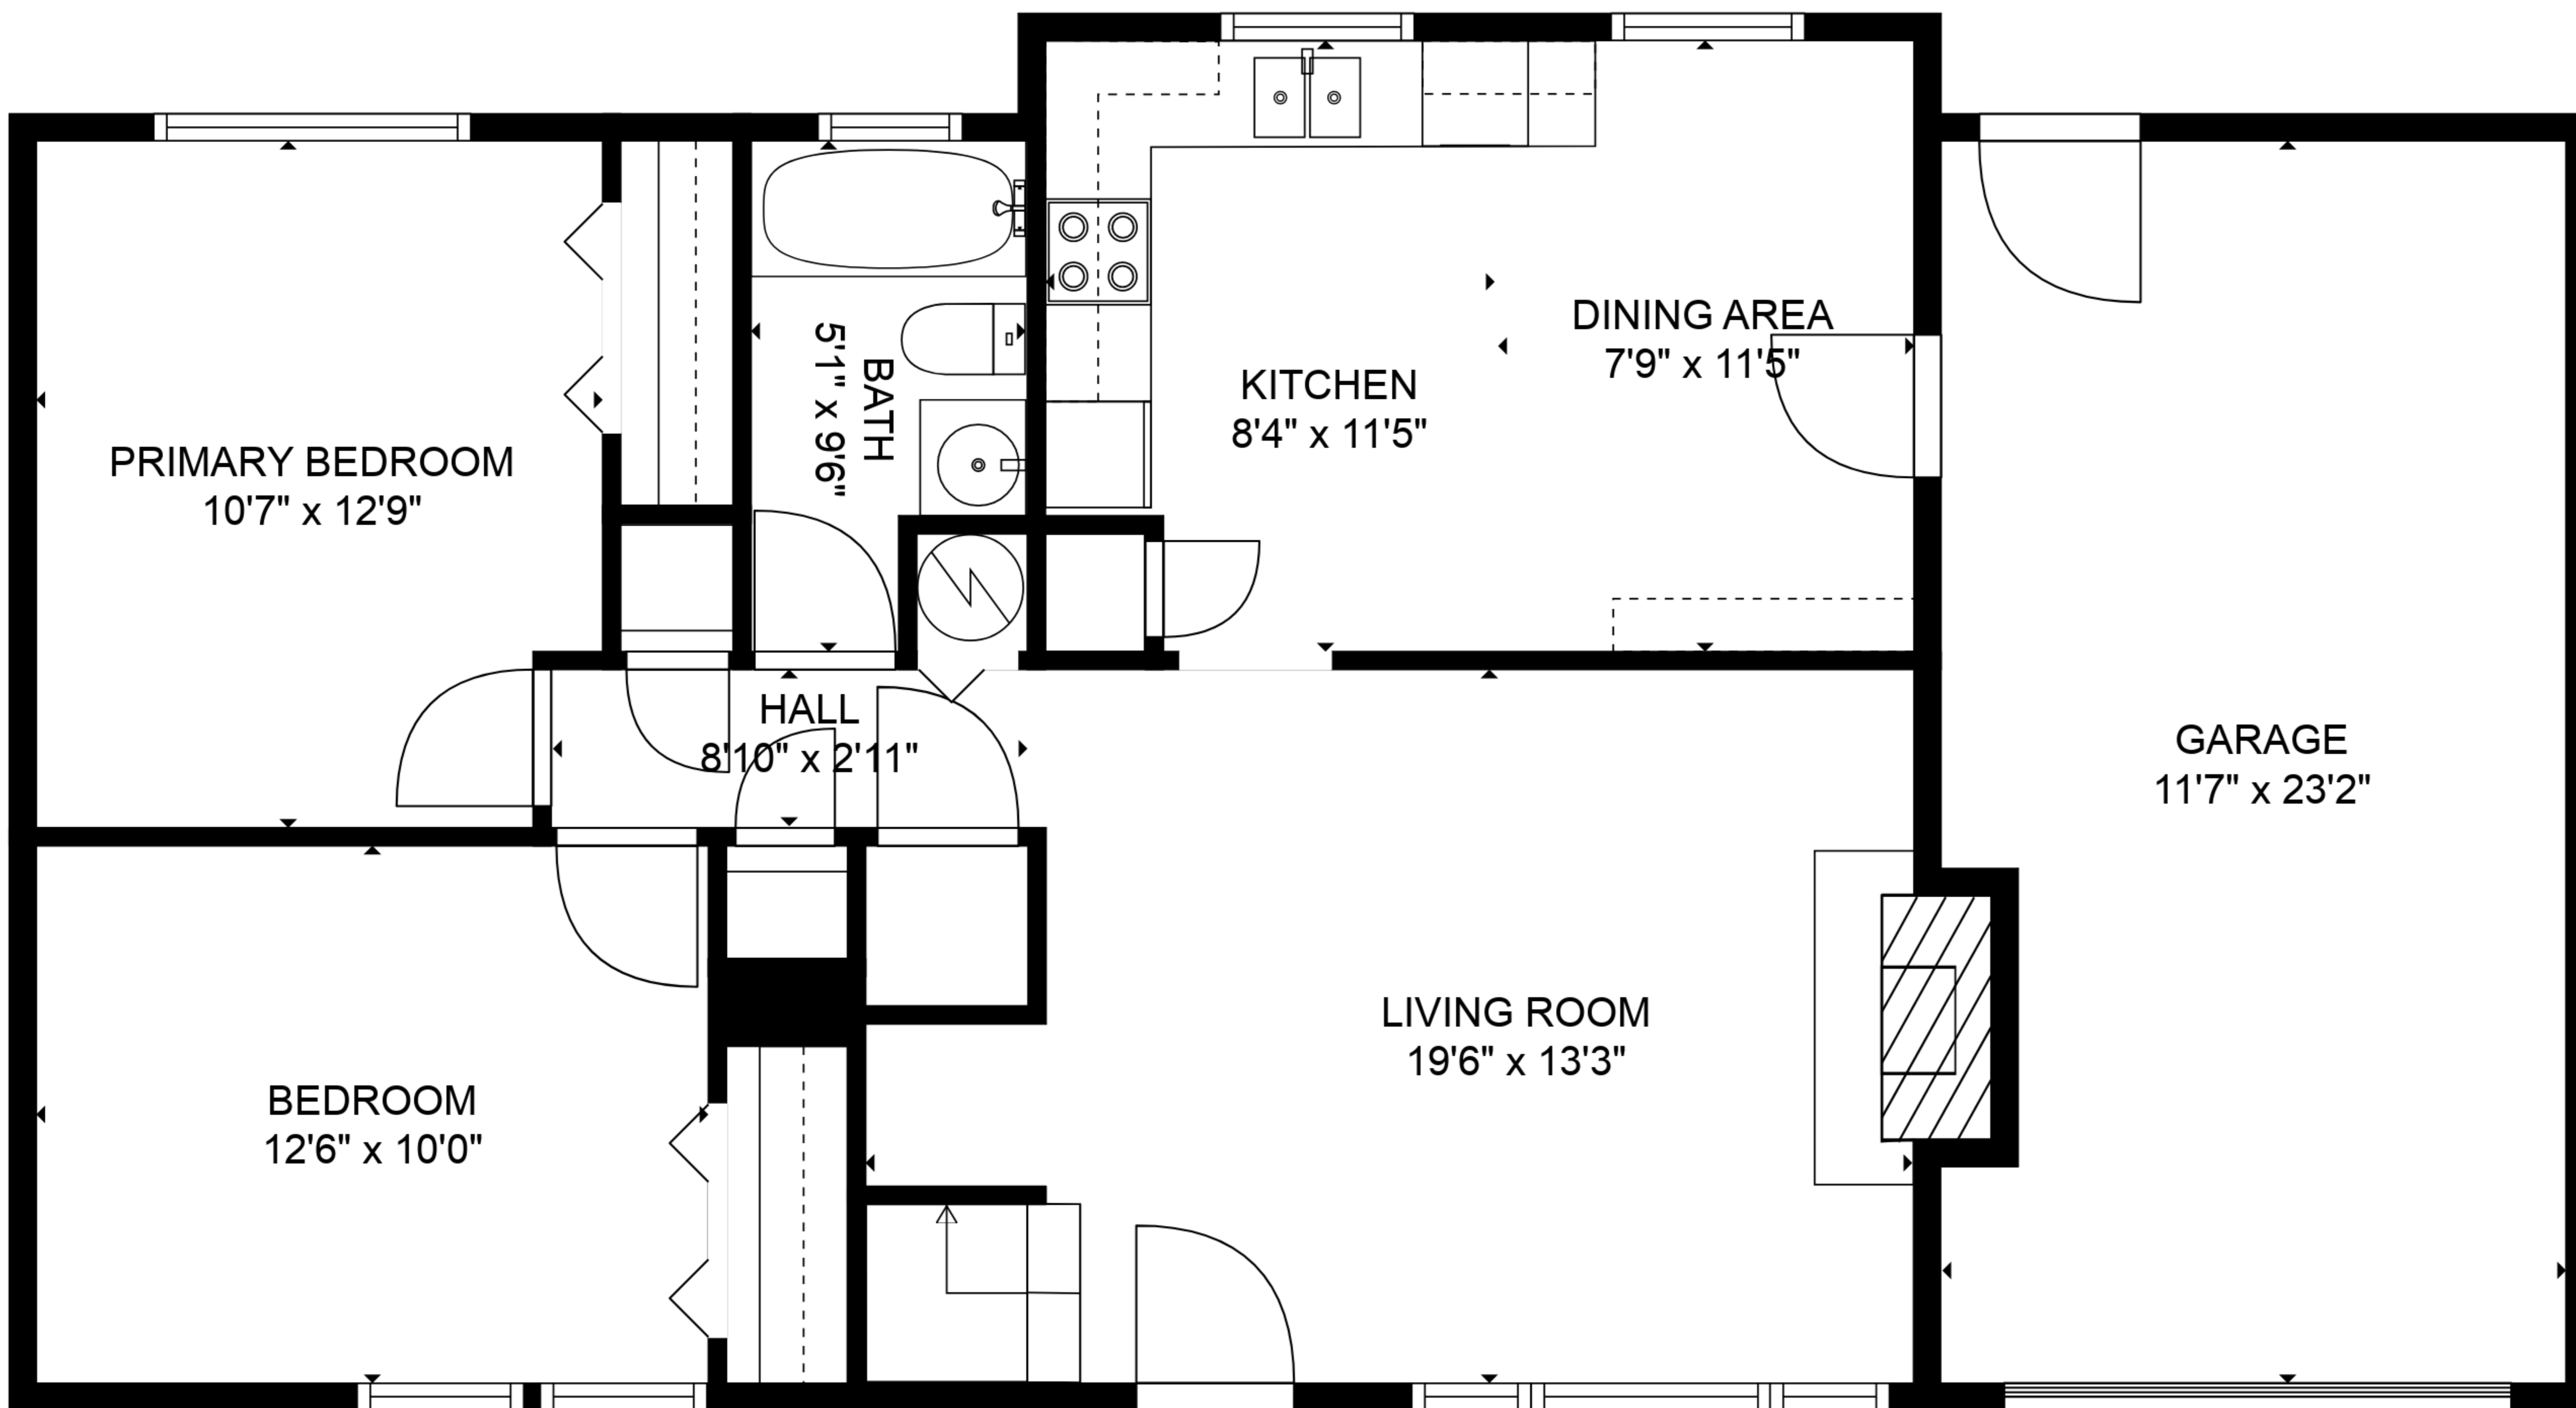 PRIMARY BEDROOM
10'7" x 12'9"
BATH
5'1" x 9'6"
KITCHEN
8'4" x 11'5"
DINING AREA
7'9" x 11'5"
HALL
8'10" x 2'11"
GARAGE
11'7" x 23'2"
BEDROOM
12'6" x 10'0"
LIVING ROOM
19'6" x 13'3"